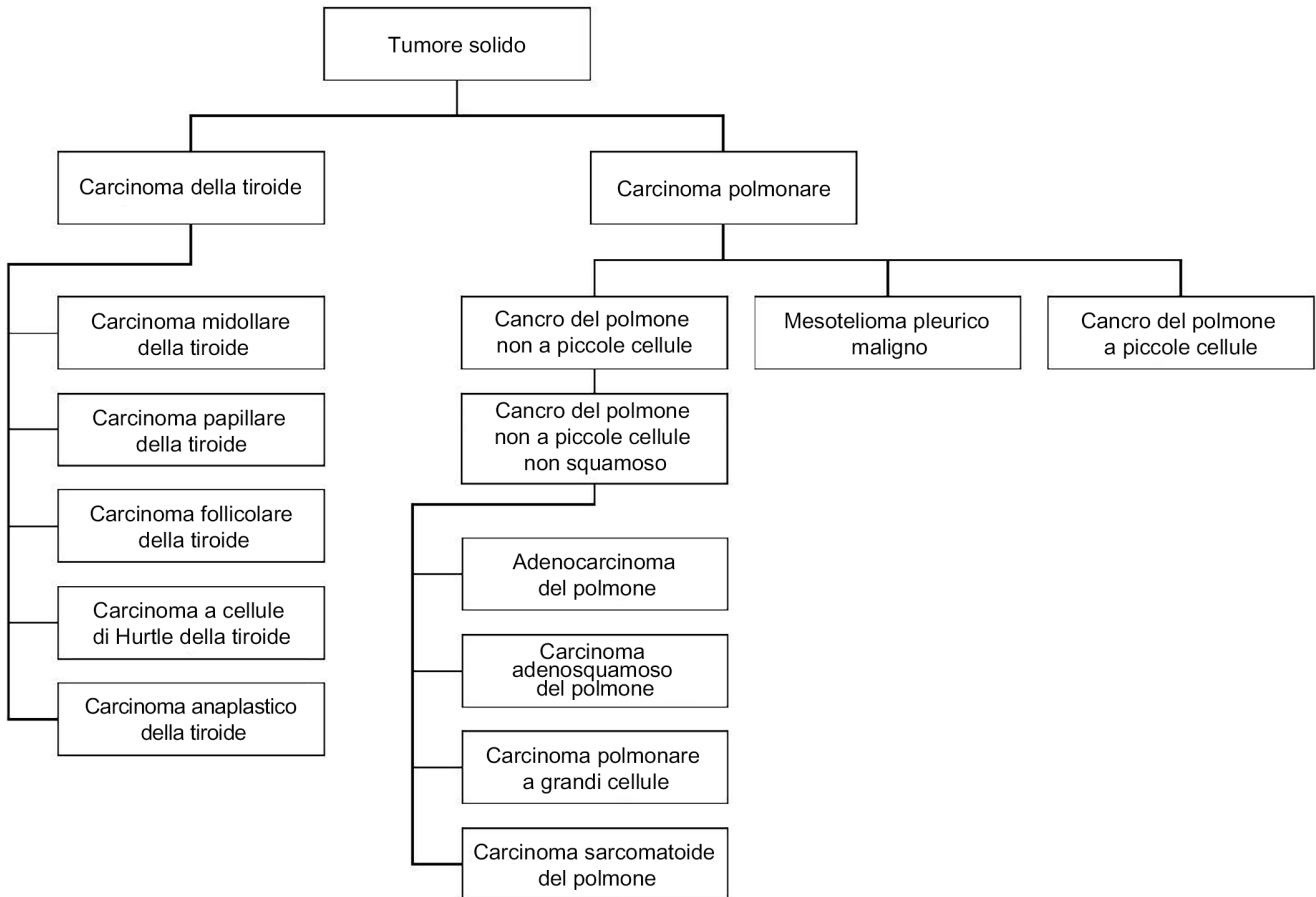 Tumore solido
Carcinoma della tiroide
Carcinoma polmonare
Carcinoma midollare
della tiroide
Carcinoma papillare
della tiroide
Carcinoma follicolare
della tiroide
Carcinoma a cellule
di Hurtle della tiroide
Carcinoma anaplastico
della tiroide
Cancro del polmone
non a piccole cellule
Mesotelioma pleurico
maligno
Cancro del polmone
a piccole cellule
Cancro del polmone
non a piccole cellule
non squamoso
Adenocarcinoma
del polmone
Carcinoma
adenosquamoso
del polmone
Carcinoma polmonare
a grandi cellule
Carcinoma sarcomatoide
del polmone